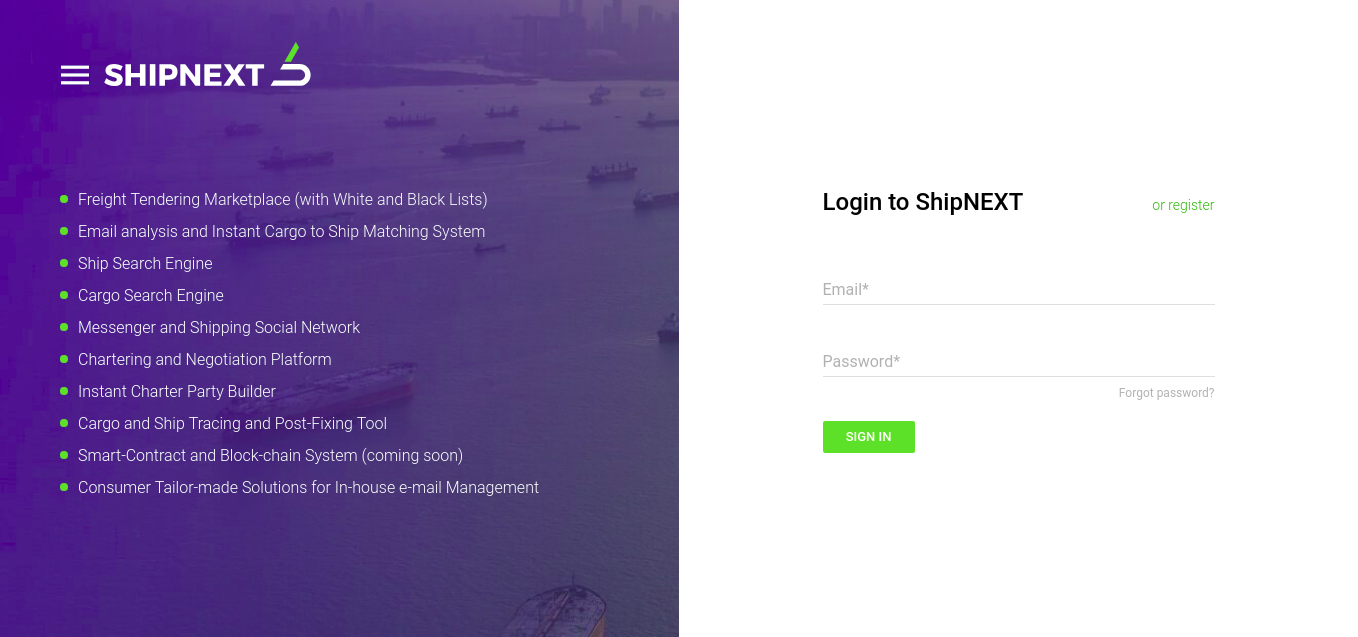 SHIPNEXT
Freight Tendering Marketplace (with White and Black Lists)
Email analysis and Instant Cargo to Ship Matching System
Ship Search Engine
Cargo Search Engine
Messenger and Shipping Social Network
Chartering and Negotiation Platform
Instant Charter Party Builder
Cargo and Ship Tracing and Post-Fixing Tool
Smart-Contract and Block-chain System (coming soon)
Consumer Tailor-made Solutions for In-house e-mail Management
Login to ShipNEXT
or register
Email*
Password*
Forgot password?
SIGN IN